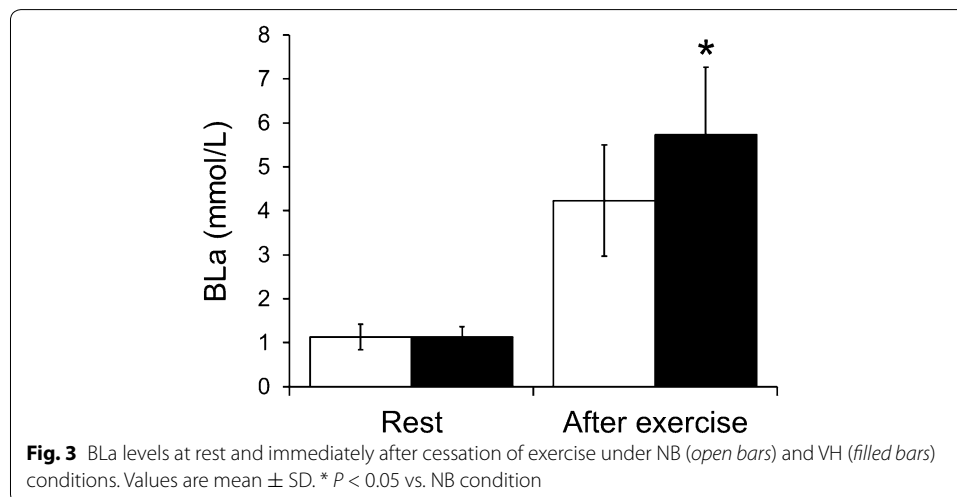 8
7
6
5
4
3
2
1
0
BLa (mmol/L)
*
Rest After exercise
Fig. 3 BLa levels at rest and immediately after cessation of exercise under NB (open bars) and VH (filled bars)
conditions. Values are mean ± SD. * P < 0.05 vs. NB condition